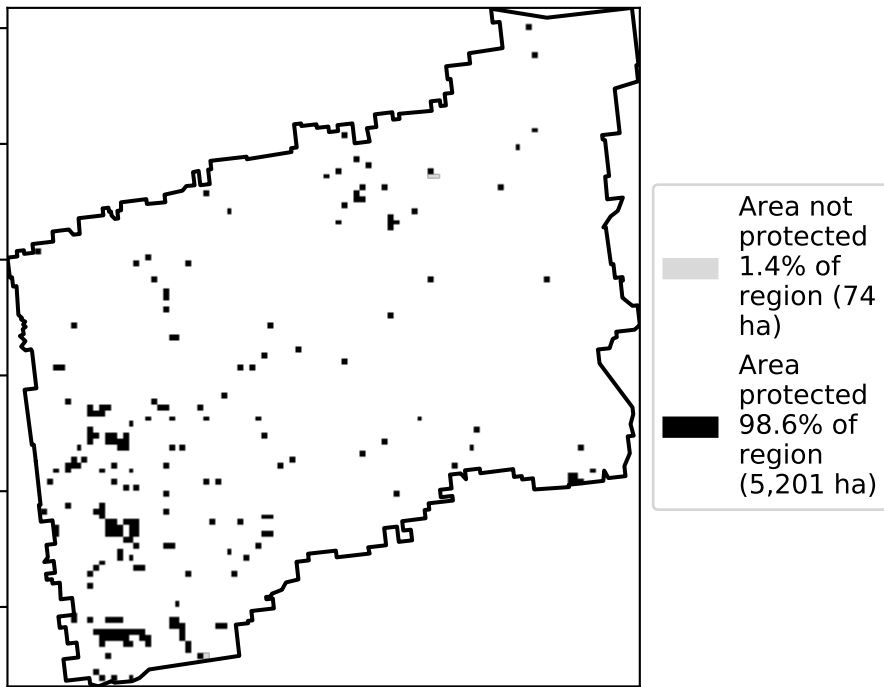 Area not
protected
1.4% of
region (74
ha)
Area
protected
98.6% of
region
(5,201 ha)